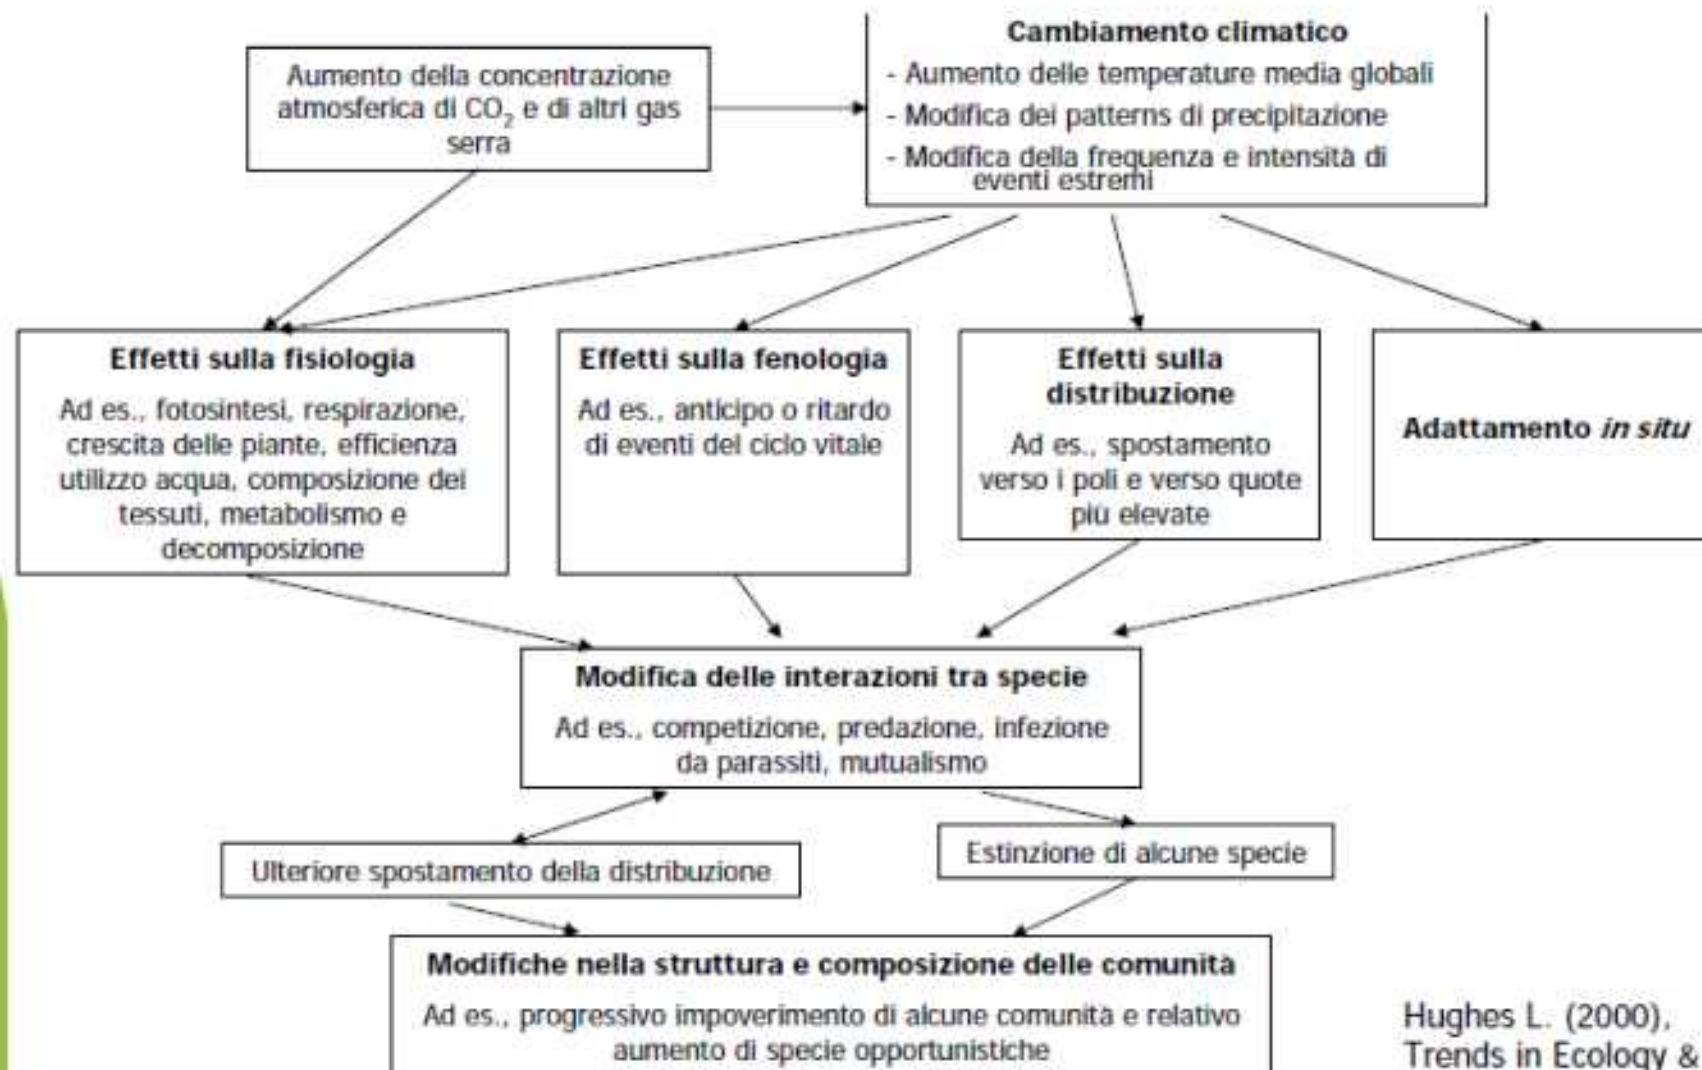 Cambiamento climatico
- Aumento delle temperature media globali
- Modifica dei patterns di precipitazione
- Modifica della frequenza e intensità di
eventi estremi
Aumento della concentrazione
atmosferica di CO2 e di altri gas
serra
Effetti sulla fisiologia
Ad es., fotosintesi, respirazione,
crescita delle piante, efficienza
utilizzo acqua, composizione dei
tessuti, metabolismo e
decomposizione
Effetti sulla fenologia
Ad es., anticipo o ritardo
di eventi del ciclo vitale
Effetti sulla
distribuzione
Ad es., spostamento
verso i poli e verso quote
più elevate
Adattamento in situ
Modifica delle interazioni tra specie
Ad es., competizione, predazione, infezione
da parassiti, mutualismo
Ulteriore spostamento della distribuzione
Estinzione di alcune specie
Modifiche nella struttura e composizione delle comunità
Ad es., progressivo impoverimento di alcune comunità e relativo
aumento di specie opportunistiche
Hughes L. (2000),
Trends in Ecology &